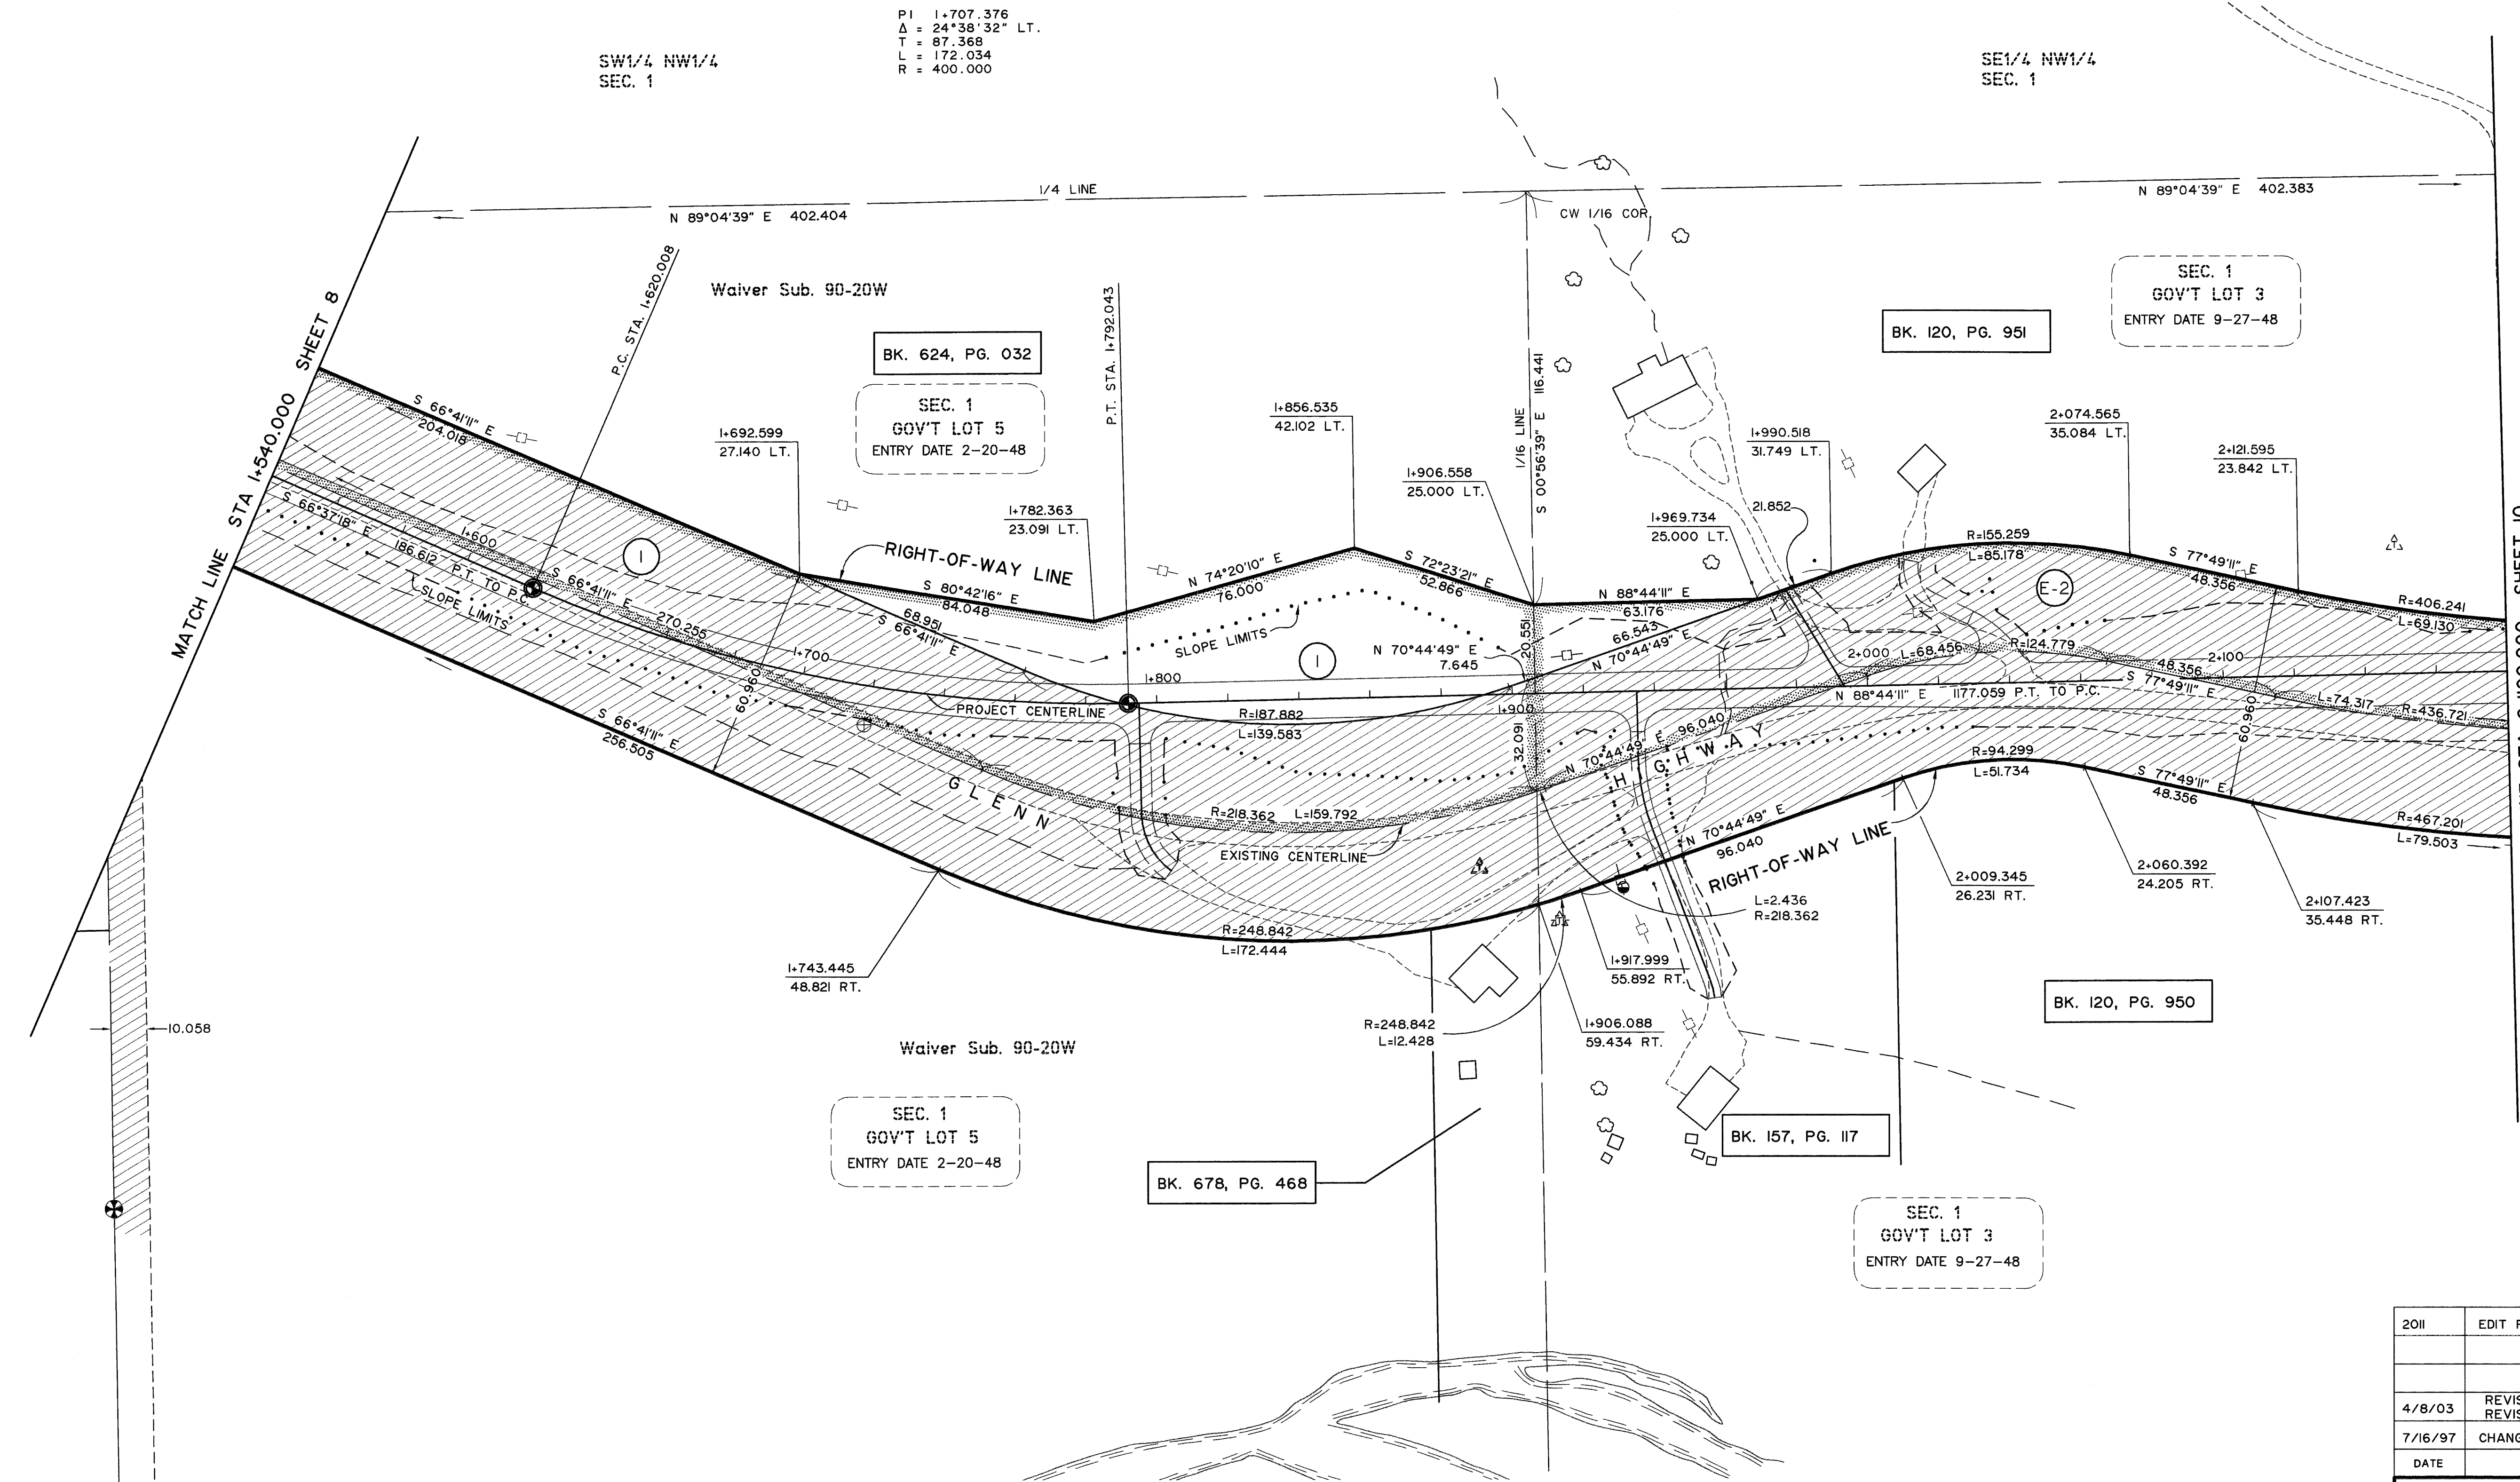 PI 1+707.376
Δ = 24°38'32" LT.
T = 87.368
L = 172.034
R = 400.000
SW1/4 NW1/4
SEC. 1
SE1/4 NW1/4
SEC. 1
1/4 LINE
N 89°04'39" E 402.404
N 89°04'39" E 402.383
CW 1/16 COR.
MATCH LINE STA 1+540.000 SHEET 8
P.C. STA. 1+620.008
Waiver Sub. 90-20W
BK. 624, PG. 032
SEC. 1
GOV'T LOT 5
ENTRY DATE 2-20-48
P.T. STA. 1+792.043
1/16 LINE
S 00°56'39" E 116.441
BK. 120, PG. 951
SEC. 1
GOV'T LOT 3
ENTRY DATE 9-27-48
S 66°41'11" E
204.018
1+692.599
27.140 LT.
1+782.363
23.091 LT.
1+856.535
42.102 LT.
1+906.558
25.000 LT.
1+969.734
25.000 LT.
1+990.518
31.749 LT.
21.852
2+074.565
35.084 LT.
2+121.595
23.842 LT.
RIGHT-OF-WAY LINE
S 80°42'16" E
84.048
N 74°20'10" E
76.000
S 72°23'21" E
52.866
N 88°44'11" E
63.176
R=155.259
L=85.178
S 77°49'11" E
48.356
R=406.241
L=69.130
E-2
1
1
S 66°37'18" E
186.612 P.T. TO P.C.
1+600
S 66°41'11" E 270.255
SLOPE LIMITS
68.951
S 66°41'11" E
1+700
60.960
SLOPE LIMITS
N 70°44'49" E
7.645
20.551
66.543
N 70°44'49" E
1+800
PROJECT CENTERLINE
R=187.882
L=139.583
1+900
32.091
N 70°44'49" E 96.040
2+000
L=68.456
R=124.779
N 88°44'11" E 1177.059 P.T. TO P.C.
48.356
S 77°49'11" E
2+100
L=74.317
R=436.721
60.960
S 66°41'11" E
256.505
GLENN
HIGHWAY
R=218.362 L=159.792
EXISTING CENTERLINE
R=94.299
L=51.734
S 77°49'11" E
48.356
R=467.201
L=79.503
N 70°44'49" E
96.040
RIGHT-OF-WAY LINE
L=2.436
R=218.362
2+009.345
26.231 RT.
2+060.392
24.205 RT.
2+107.423
35.448 RT.
R=248.842
L=172.444
1+743.445
48.821 RT.
1+917.999
55.892 RT.
R=248.842
L=12.428
1+906.088
59.434 RT.
10.058
Waiver Sub. 90-20W
SEC. 1
GOV'T LOT 5
ENTRY DATE 2-20-48
BK. 678, PG. 468
BK. 157, PG. 117
BK. 120, PG. 950
SEC. 1
GOV'T LOT 3
ENTRY DATE 9-27-48
2011 EDIT
4/8/03 REVIS
REVIS
7/16/97 CHANG
DATE